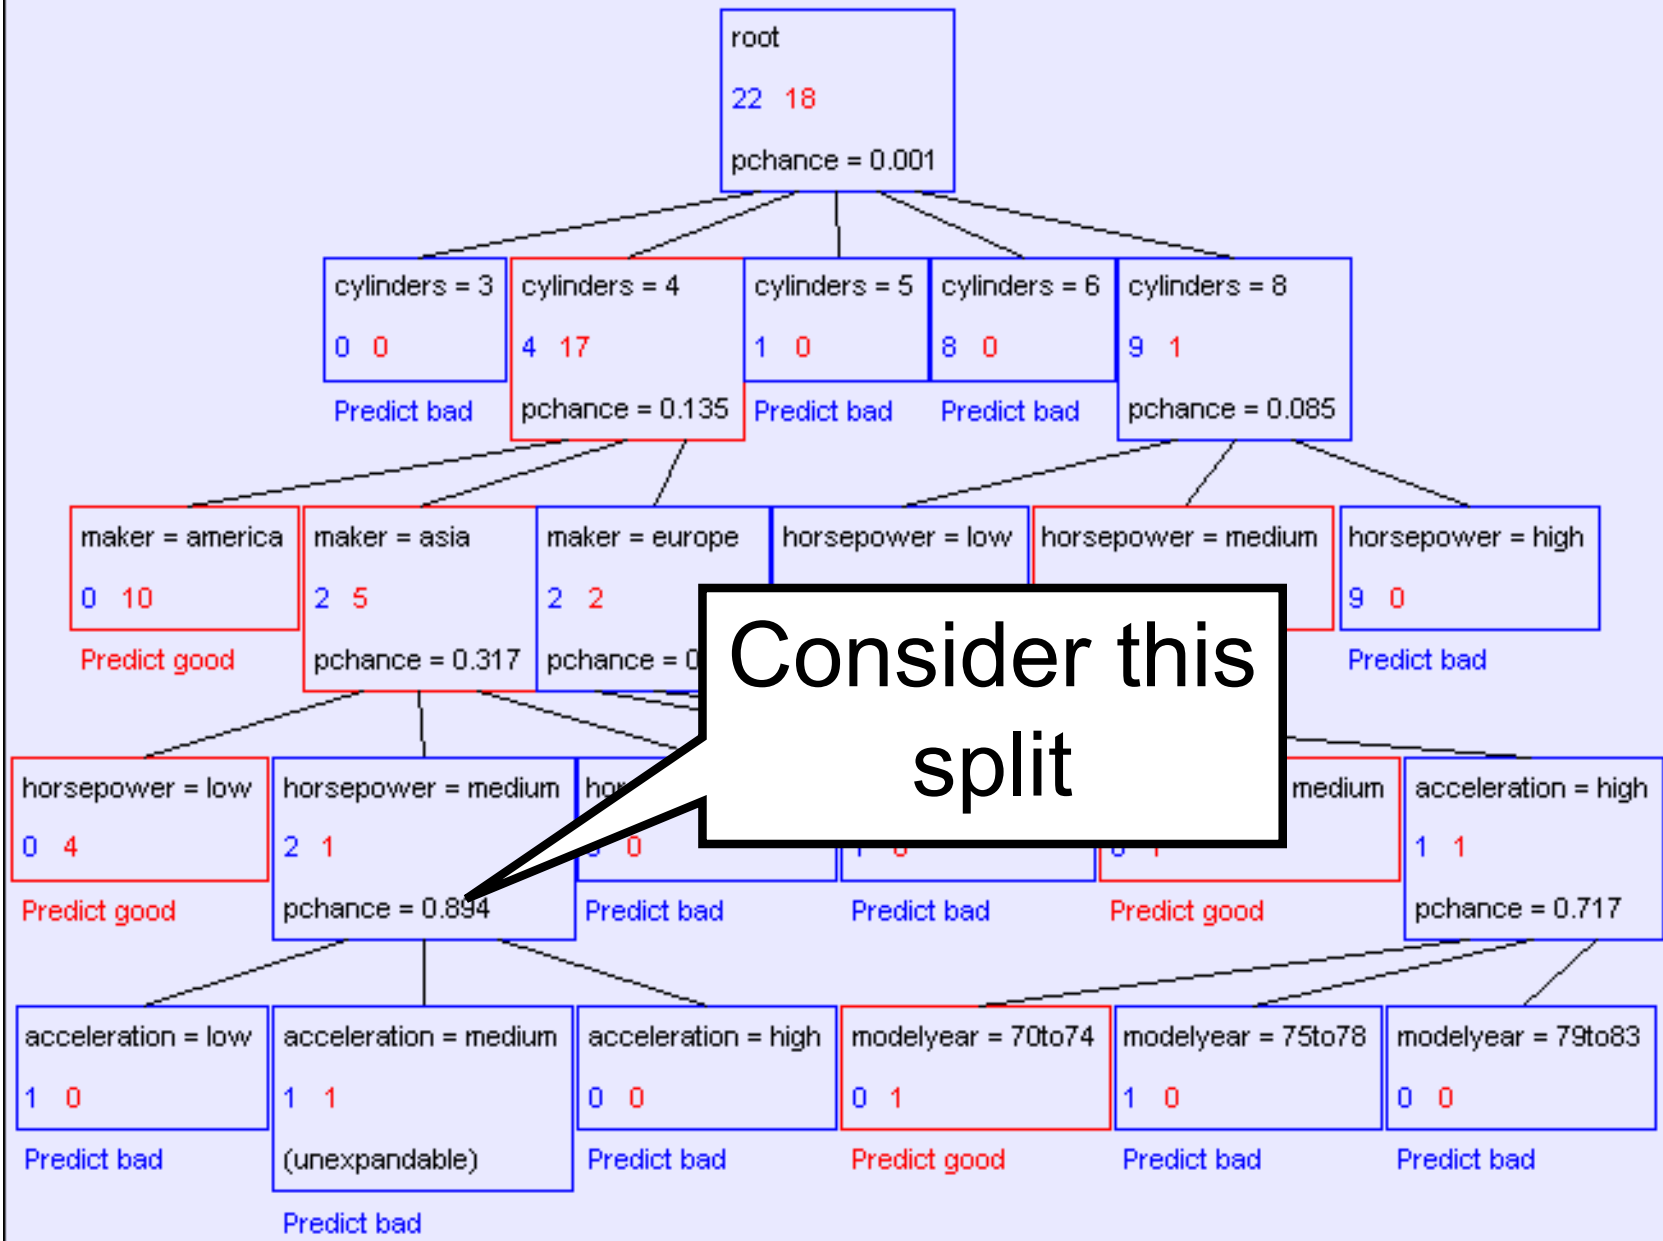 root
22 18
pchance = 0.001
cylinders = 3
0 0
Predict bad
cylinders = 4
4 17
pchance = 0.135
cylinders = 5
1 0
Predict bad
cylinders = 6
8 0
Predict bad
cylinders = 8
9 1
pchance = 0.085
maker = america
0 10
Predict good
maker = asia
2 5
pchance = 0.317
maker = europe
2 2
pchance = 0
horsepower = low
horsepower = medium
horsepower = high
9 0
Predict bad
Consider this
split
horsepower = low
0 4
Predict good
horsepower = medium
2 1
pchance = 0.894
0
Predict bad
Predict bad
medium
Predict good
acceleration = high
1 1
pchance = 0.717
acceleration = low
1 0
Predict bad
acceleration = medium
1 1
(unexpandable)
Predict bad
acceleration = high
0 0
Predict bad
modelyear = 70to74
0 1
Predict good
modelyear = 75to78
1 0
Predict bad
modelyear = 79to83
0 0
Predict bad